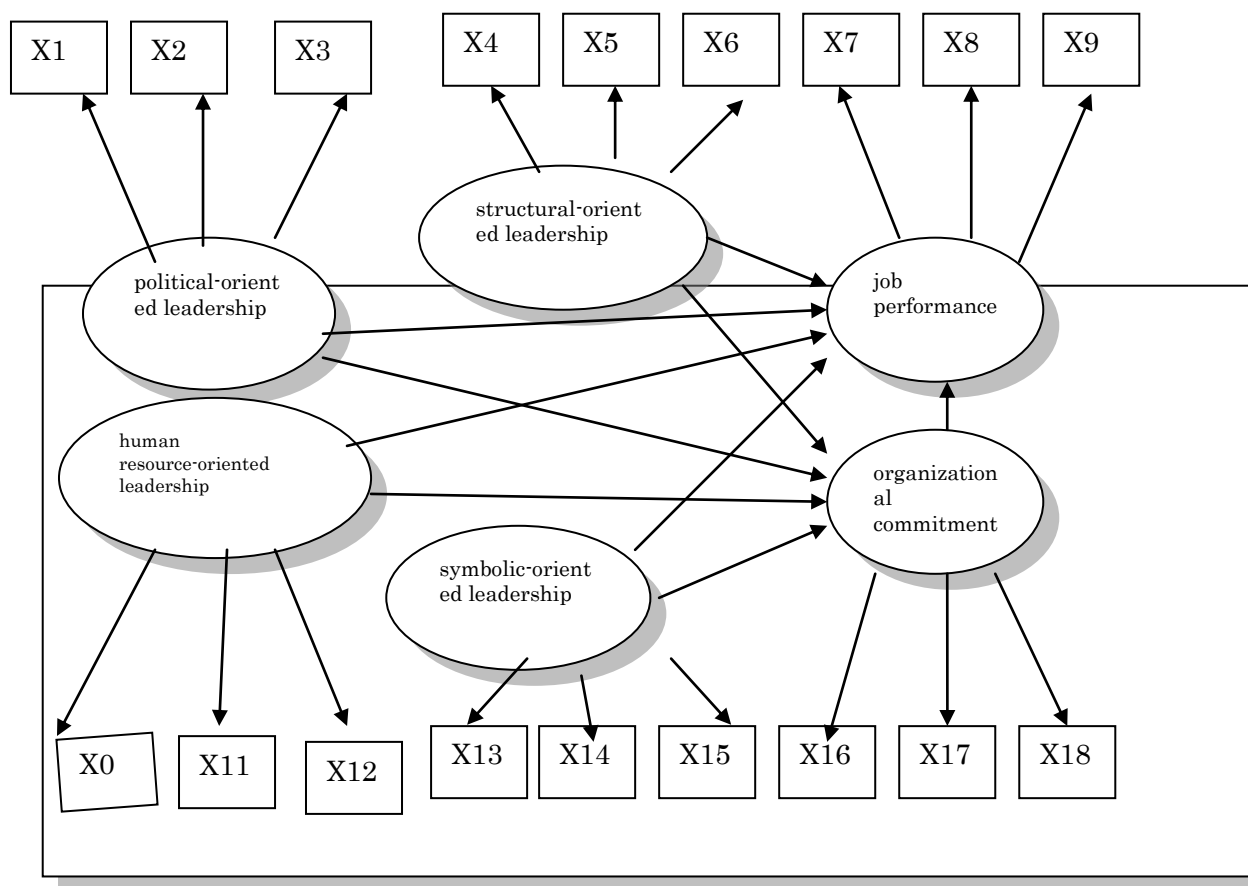 X1
X2
X3
X4
X5
X6
X7
X8
X9
structural-orient
ed leadership
political-orient
ed leadership
job
performance
human
resource-oriented
leadership
organization
al
commitment
symbolic-orient
ed leadership
X0
X11
X12
X13
X14
X15
X16
X17
X18